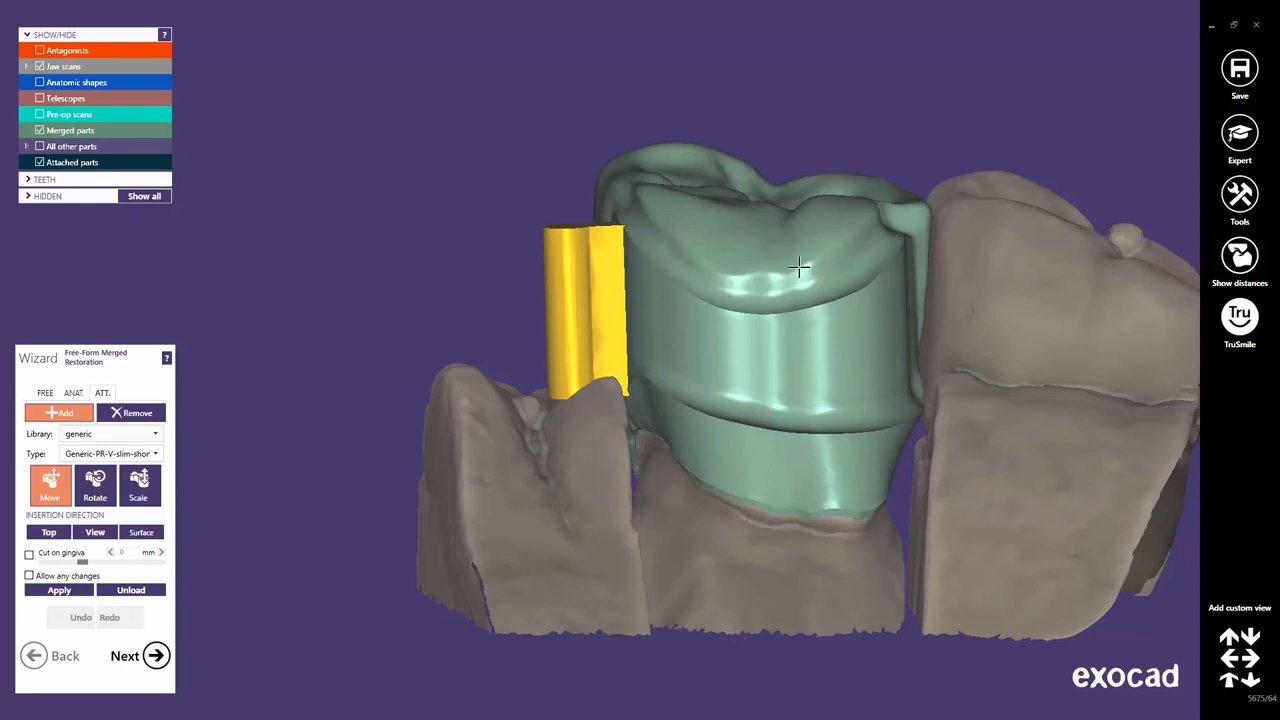 SHOW/HIDE ?
Antagonists
Jaw scans
Anatomic shapes
Telescopes
Pre-op scans
Merged parts
All other parts
Attached parts
TEETH
HIDDEN Show all
Wizard Free-Form Merged Restoration ?
FREE ANAT. ATT.
Add Remove
Library: generic
Type: Generic-PR-V-slim-shor
Move Rotate Scale
INSERTION DIRECTION
Top View Surface
Cut on gingiva 0 mm
Allow any changes
Apply Unload
Undo Redo
Back Next
Save
Expert
Tools
Show distances
Tru
TruSmile
Add custom view
exocad
5675/64